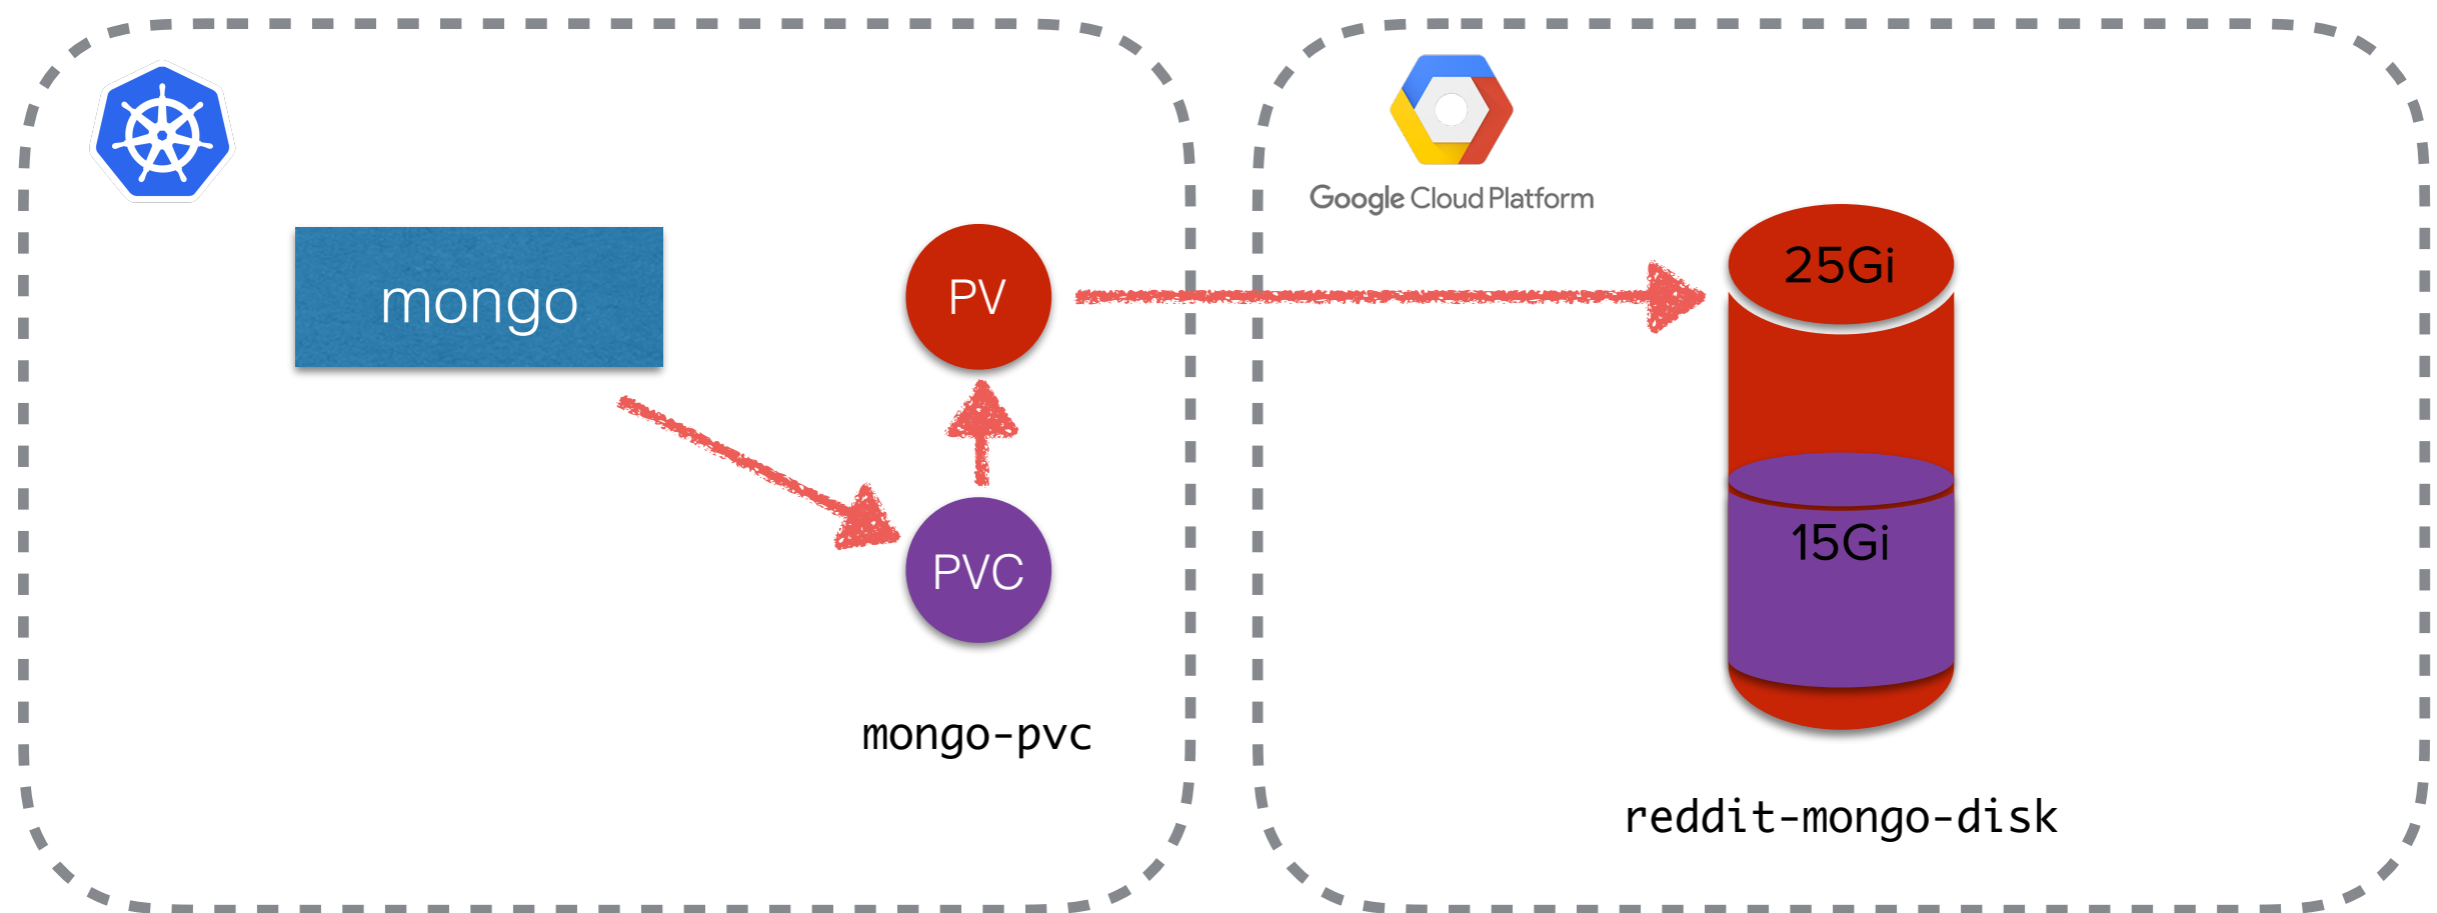 Google Cloud Platform
mongo
PV
25Gi
PVC
15Gi
mongo-pvc
reddit-mongo-disk